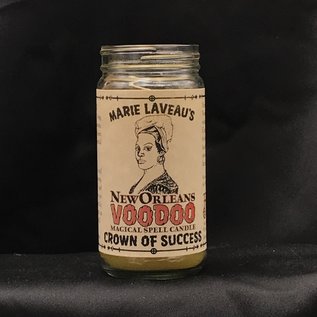 MARIE LAVEAU'S
NEW ORLEANS
VOODOO
MAGICAL SPELL CANDLE
CROWN OF SUCCESS